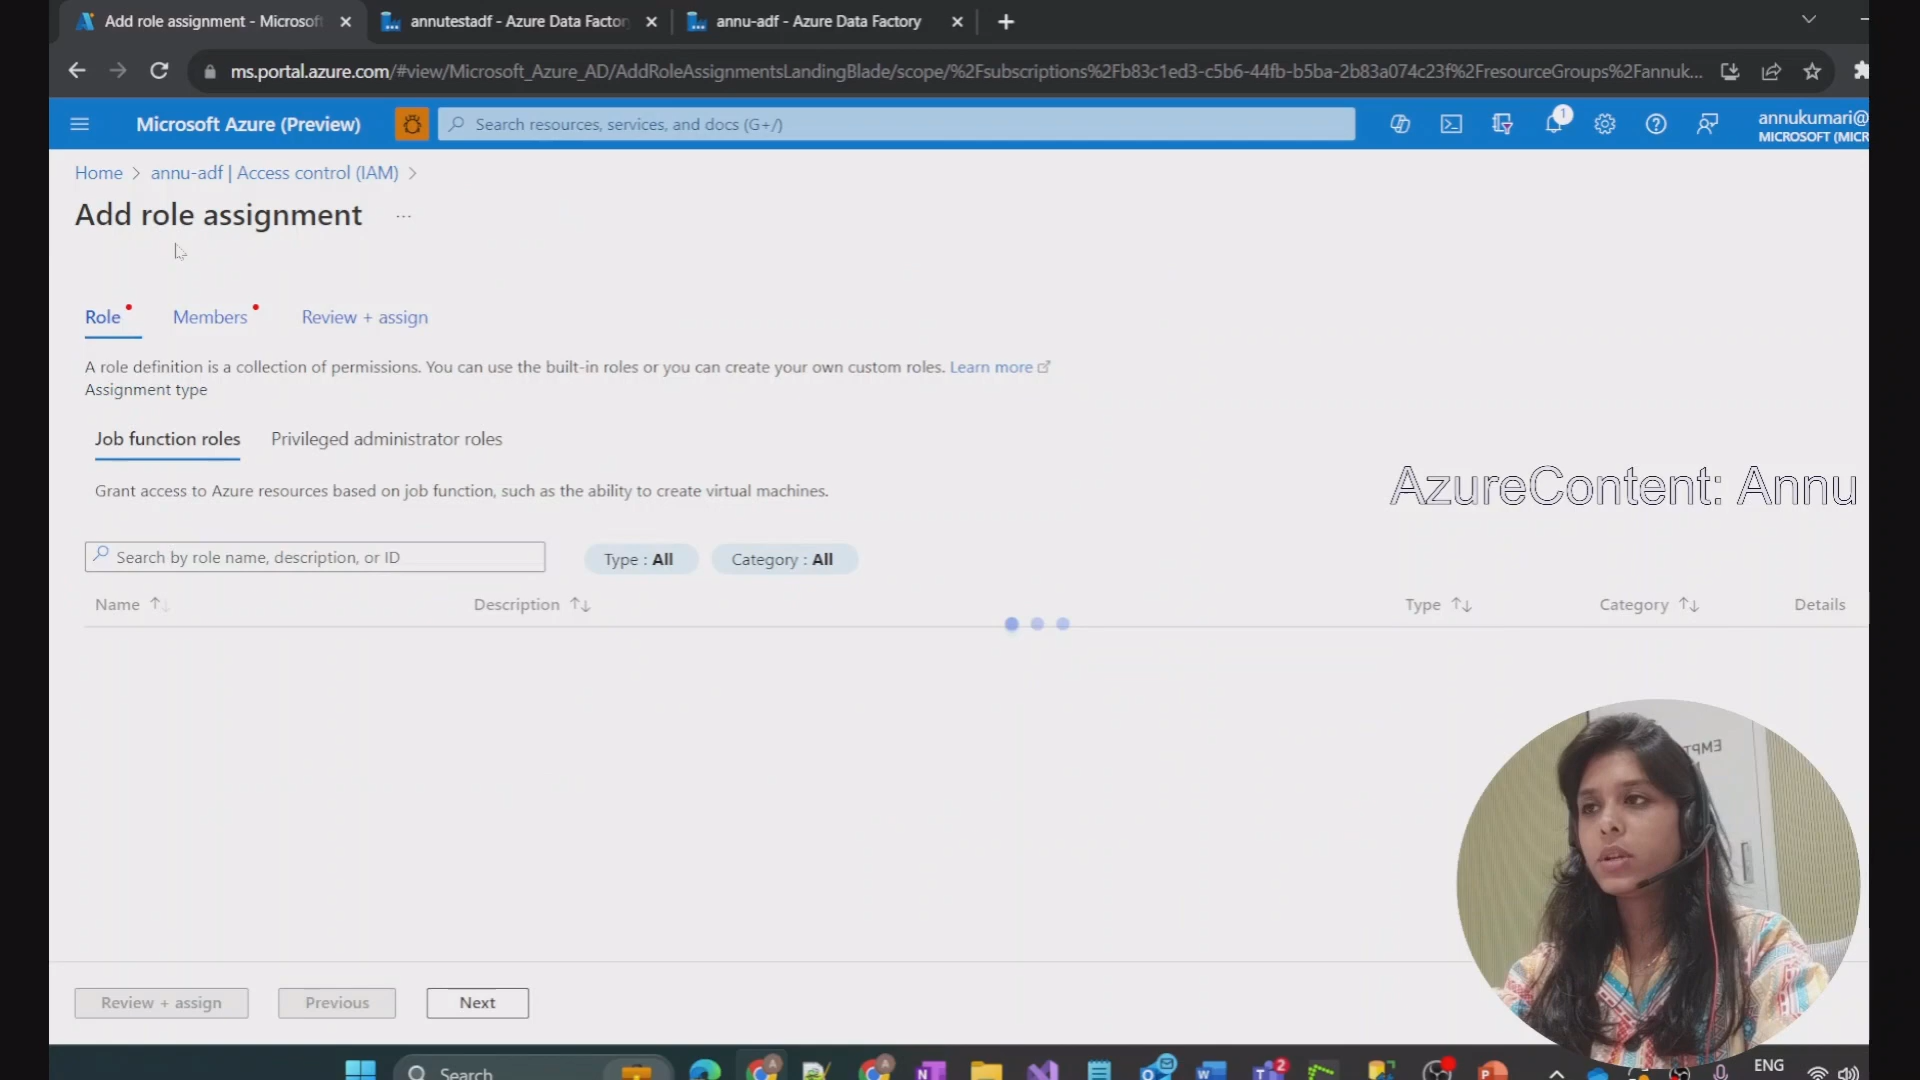 Add role assignment - Microsof
annutestadf - Azure Data Factor
annu-adf - Azure Data Factory
ms.portal.azure.com/#view/Microsoft_Azure_AD/AddRoleAssignmentsLandingBlade/scope/%2Fsubscriptions%2Fb83c1ed3-c5b6-44fb-b5ba-2b83a074c23f%2FresourceGroups%2Fannuk...
Microsoft Azure (Preview)
Search resources, services, and docs (G+/)
1
annukumari@
MICROSOFT (MICR
Home > annu-adf | Access control (IAM) >
Add role assignment ...
Role
Members
Review + assign
A role definition is a collection of permissions. You can use the built-in roles or you can create your own custom roles. Learn more
Assignment type
Job function roles
Privileged administrator roles
Grant access to Azure resources based on job function, such as the ability to create virtual machines.
AzureContent: Annu
Search by role name, description, or ID
Type : All
Category : All
Name
Description
Type
Category
Details
Review + assign
Previous
Next
Search
2
ENG